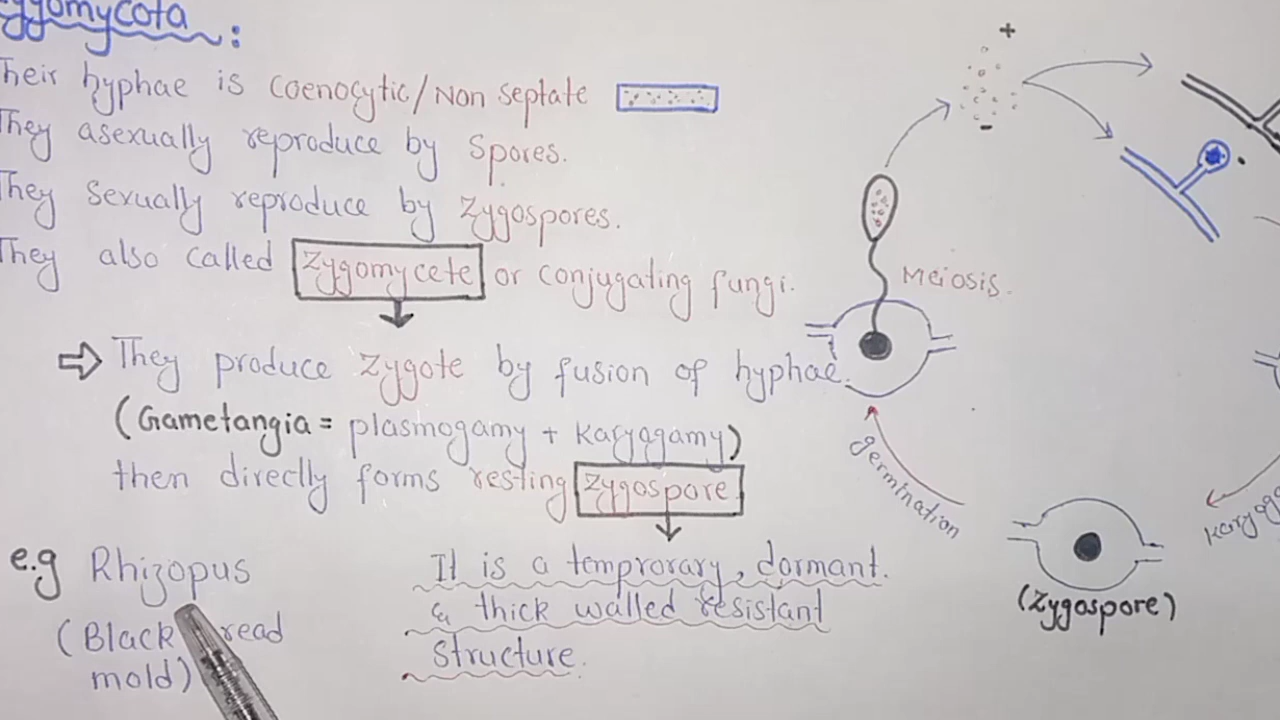 Zygomycota :
Their hyphae is coenocytic/Non septate
They asexually reproduce by spores.
They sexually reproduce by zygospores.
They also called Zygomycete or conjugating fungi.
They produce zygote by fusion of hyphae.
(Gametangia = plasmogamy + karyogamy)
then directly forms resting zygospore.
e.g Rhizopus
(Black bread
mold)
It is a temprorary, dormant.
& thick walled resistant
structure.
+
-
Meiosis.
germination
Karyog
(Zygospore)